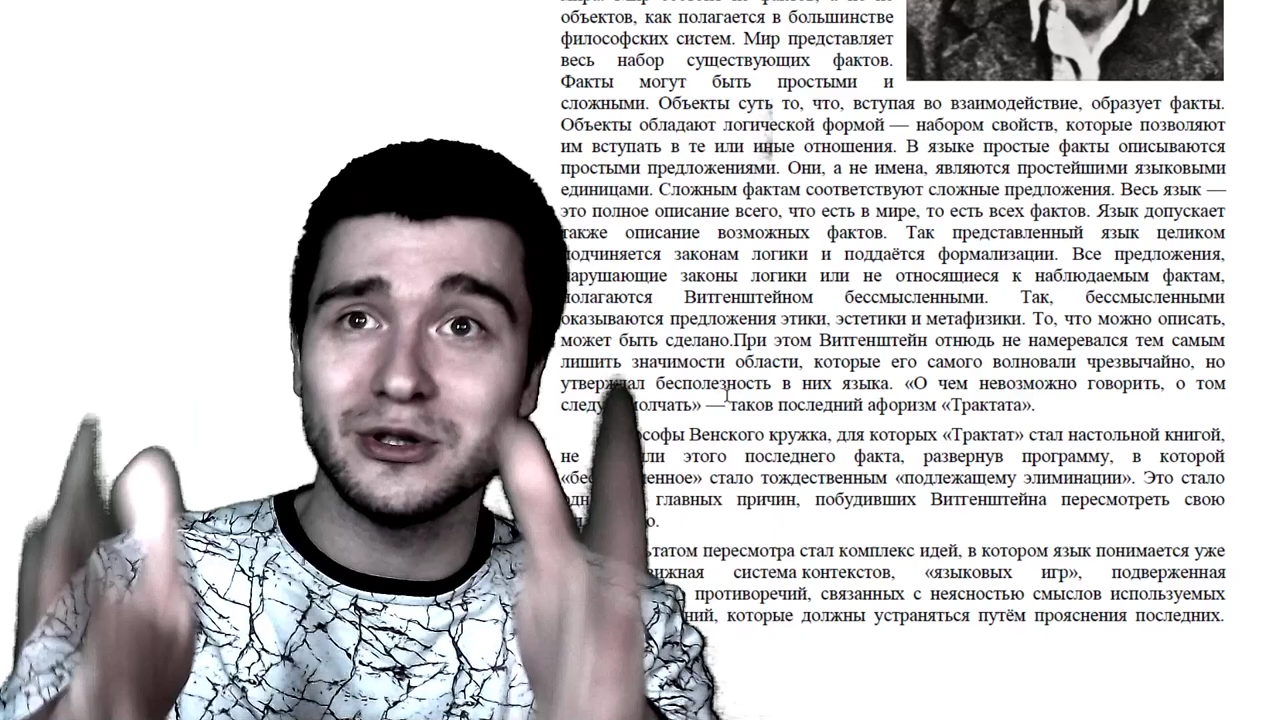 объектов, как полагается в большинстве
философских систем. Мир представляет
весь набор существующих фактов.
Факты могут быть простыми и
сложными. Объекты суть то, что, вступая во взаимодействие, образует факты.
Объекты обладают логической формой — набором свойств, которые позволяют
им вступать в те или иные отношения. В языке простые факты описываются
простыми предложениями. Они, а не имена, являются простейшими языковыми
единицами. Сложным фактам соответствуют сложные предложения. Весь язык —
это полное описание всего, что есть в мире, то есть всех фактов. Язык допускает
также описание возможных фактов. Так представленный язык целиком
подчиняется законам логики и поддаётся формализации. Все предложения,
нарушающие законы логики или не относящиеся к наблюдаемым фактам,
полагаются Витгенштейном бессмысленными. Так, бессмысленными
оказываются предложения этики, эстетики и метафизики. То, что можно описать,
может быть сделано.При этом Витгенштейн отнюдь не намеревался тем самым
лишить значимости области, которые его самого волновали чрезвычайно, но
утверждал бесполезность в них языка. «О чем невозможно говорить, о том
молчать» — таков последний афоризм «Трактата».
Венского кружка, для которых «Трактат» стал настольной книгой,
не этого последнего факта, развернув программу, в которой
стало тождественным «подлежащему элиминации». Это стало
главных причин, побудивших Витгенштейна пересмотреть свою
стал комплекс идей, в котором язык понимается уже
система контекстов, «языковых игр», подверженная
противоречий, связанных с неясностью смыслов используемых
которые должны устраняться путём прояснения последних.